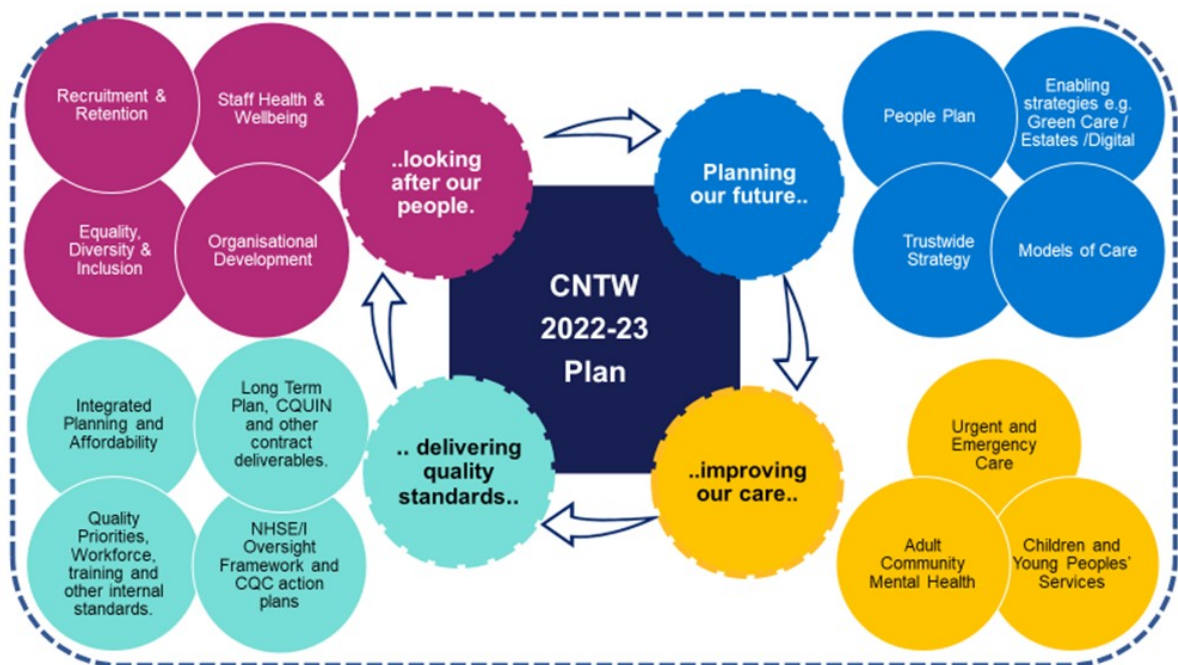 Recruitment &
Retention
Staff Health &
Wellbeing
Equality,
Diversity &
Inclusion
Organisational
Development
..looking
after our
people.
Planning
our future..
People Plan
Enabling
strategies e.g.
Green Care /
Estates /Digital
Trustwide
Strategy
Models of Care
CNTW
2022-23
Plan
Integrated
Planning and
Affordability
Long Term
Plan, CQUIN
and other
contract
deliverables.
Quality
Priorities,
Workforce,
training and
other internal
standards.
NHSE/I
Oversight
Framework and
CQC action
plans
.. delivering
quality
standards..
..improving
our care..
Urgent and
Emergency
Care
Adult
Community
Mental Health
Children and
Young Peoples’
Services